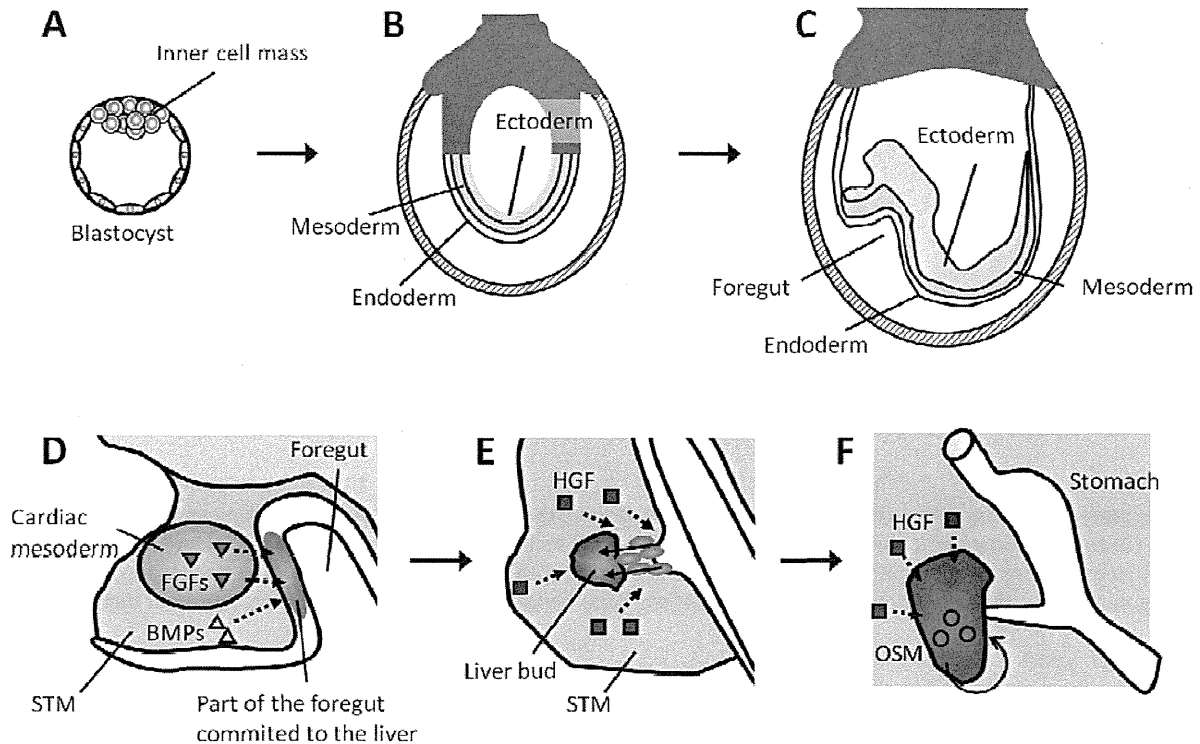 A
Inner cell mass
Blastocyst
B
Ectoderm
Mesoderm
Endoderm
C
Ectoderm
Foregut
Mesoderm
Endoderm
D
Foregut
Cardiac
mesoderm
FGFs
BMPs
STM
Part of the foregut
commited to the liver
E
HGF
Liver bud
STM
F
Stomach
HGF
OSM